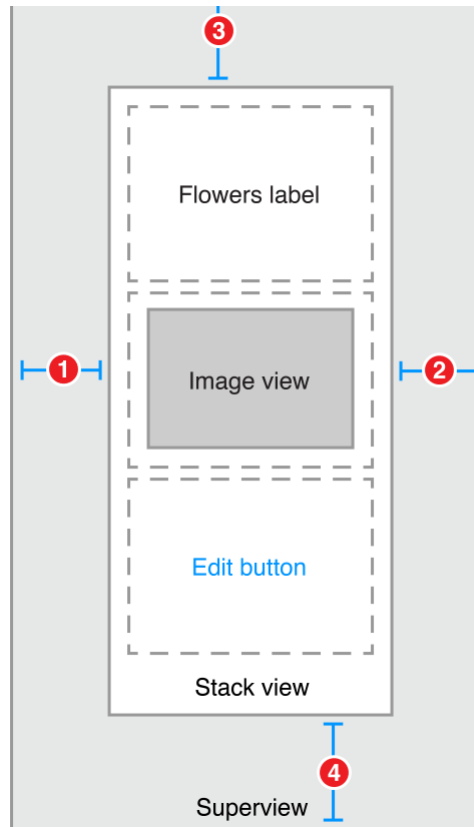 3
Flowers label
1
Image view
2
Edit button
Stack view
4
Superview